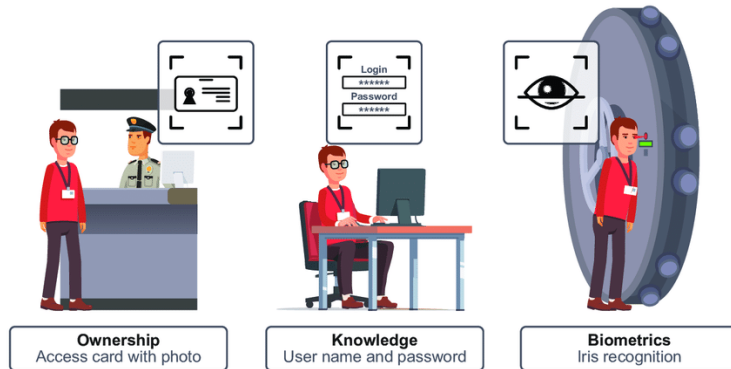 Login
******
Password
******
Ownership
Access card with photo
Knowledge
User name and password
Biometrics
Iris recognition